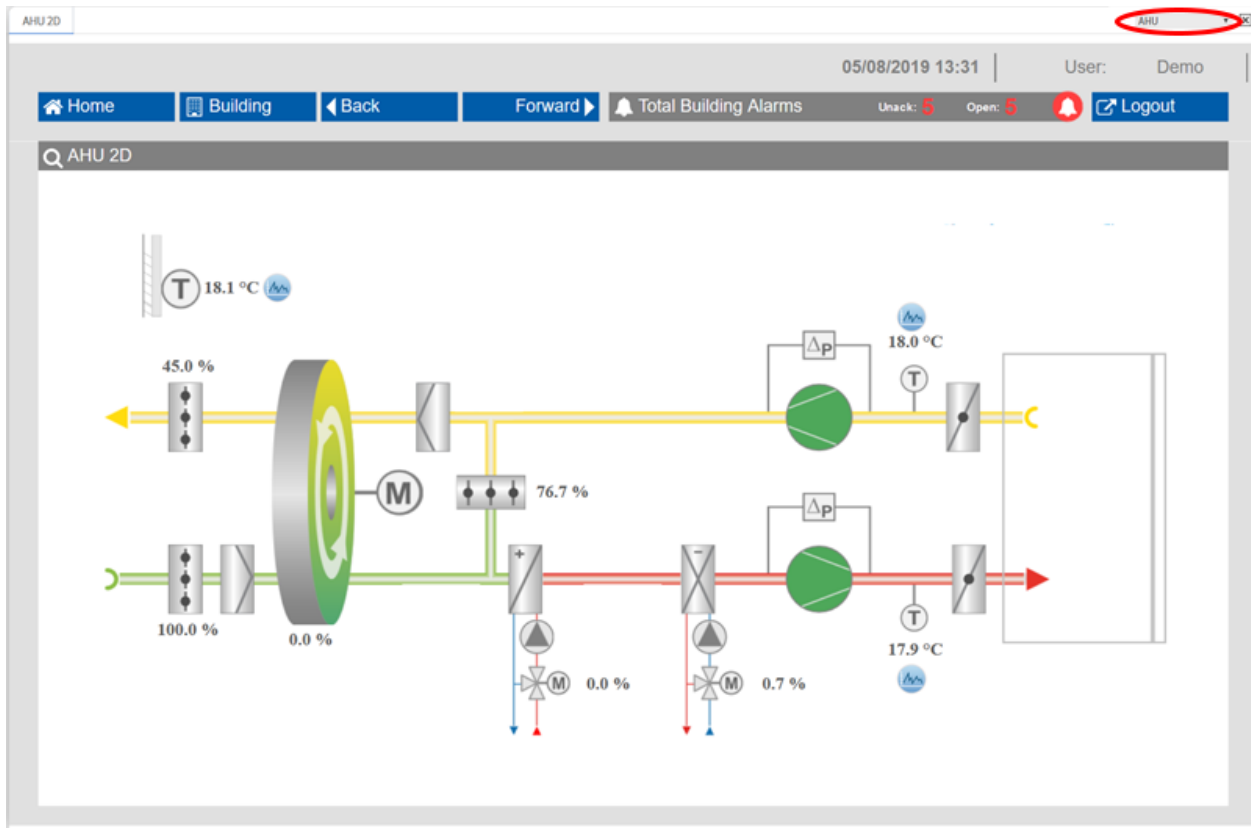 AHU 2D
AHU
05/08/2019 13:31 User: Demo
Home Building Back Forward Total Building Alarms Unack: 5 Open: 5 Logout
AHU 2D
T 18.1 °C
18.0 °C
ΔP
T
45.0 %
M
76.7 %
ΔP
+
−
100.0 %
0.0 %
T
17.9 °C
M 0.0 %
M 0.7 %